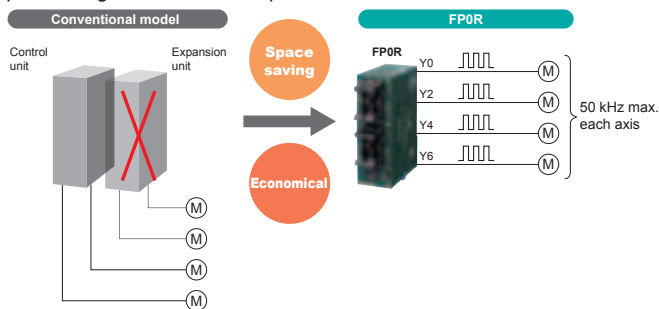 Conventional model
Control
unit
Expansion
unit
M
M
M
M
Space
saving
Economical
FP0R
FP0R
Y0
M
Y2
M
Y4
M
Y6
M
50 kHz max.
each axis